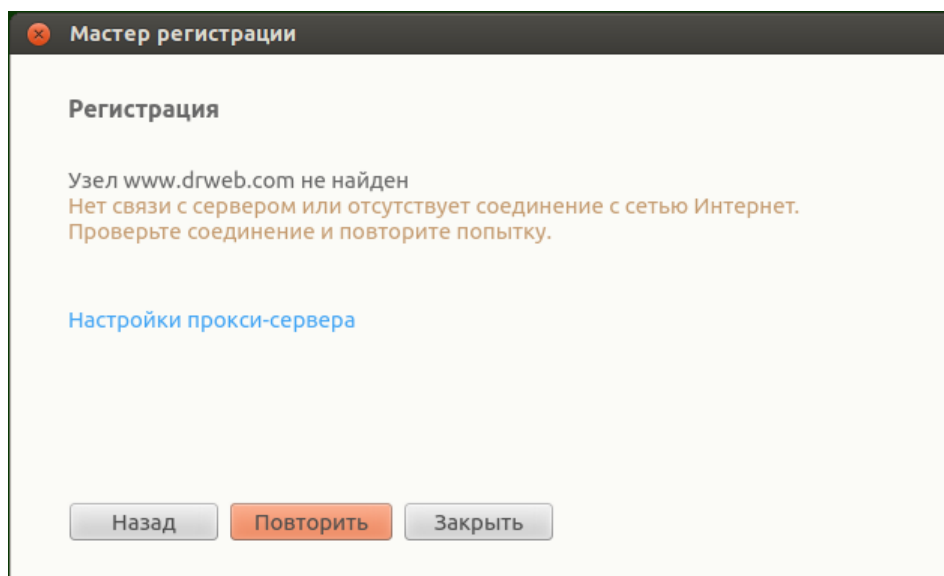 Мастер регистрации
Регистрация
Узел www.drweb.com не найден
Нет связи с сервером или отсутствует соединение с сетью Интернет.
Проверьте соединение и повторите попытку.
Настройки прокси-сервера
Назад Повторить Закрыть